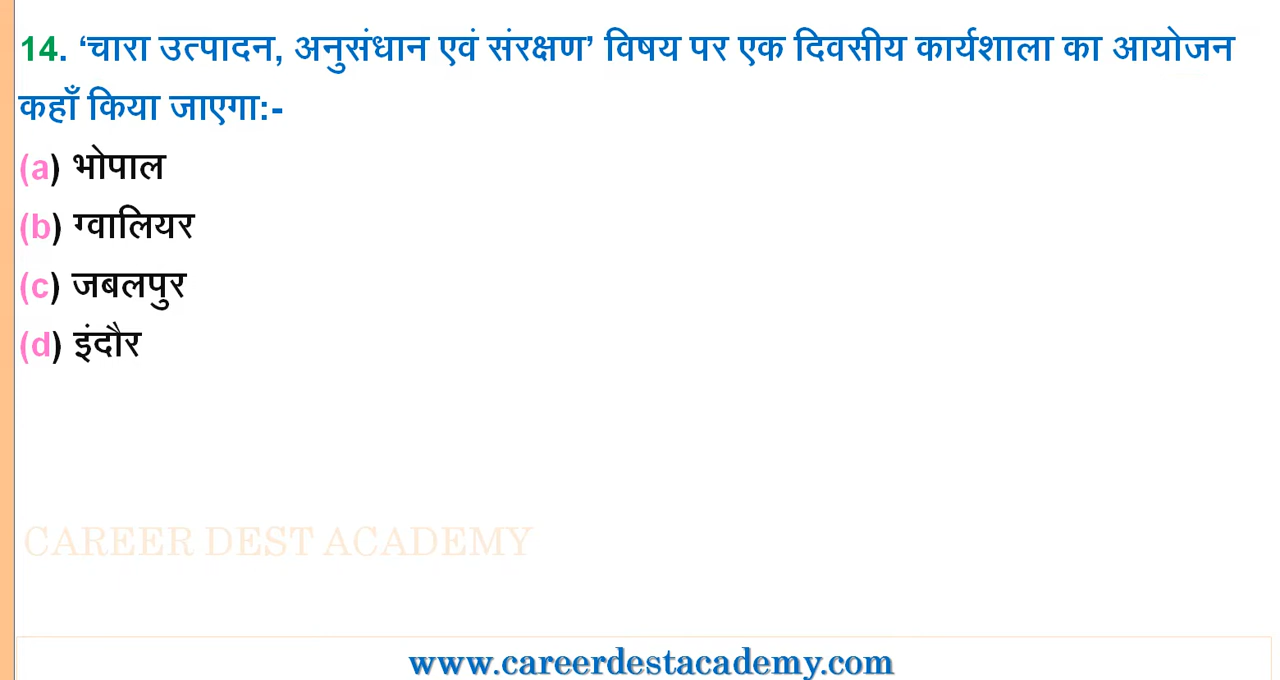 14. ‘चारा उत्पादन, अनुसंधान एवं संरक्षण’ विषय पर एक दिवसीय कार्यशाला का आयोजन
कहाँ किया जाएगा:-
(a) भोपाल
(b) ग्वालियर
(c) जबलपुर
(d) इंदौर
CAREER DEST ACADEMY
www.careerdestacademy.com